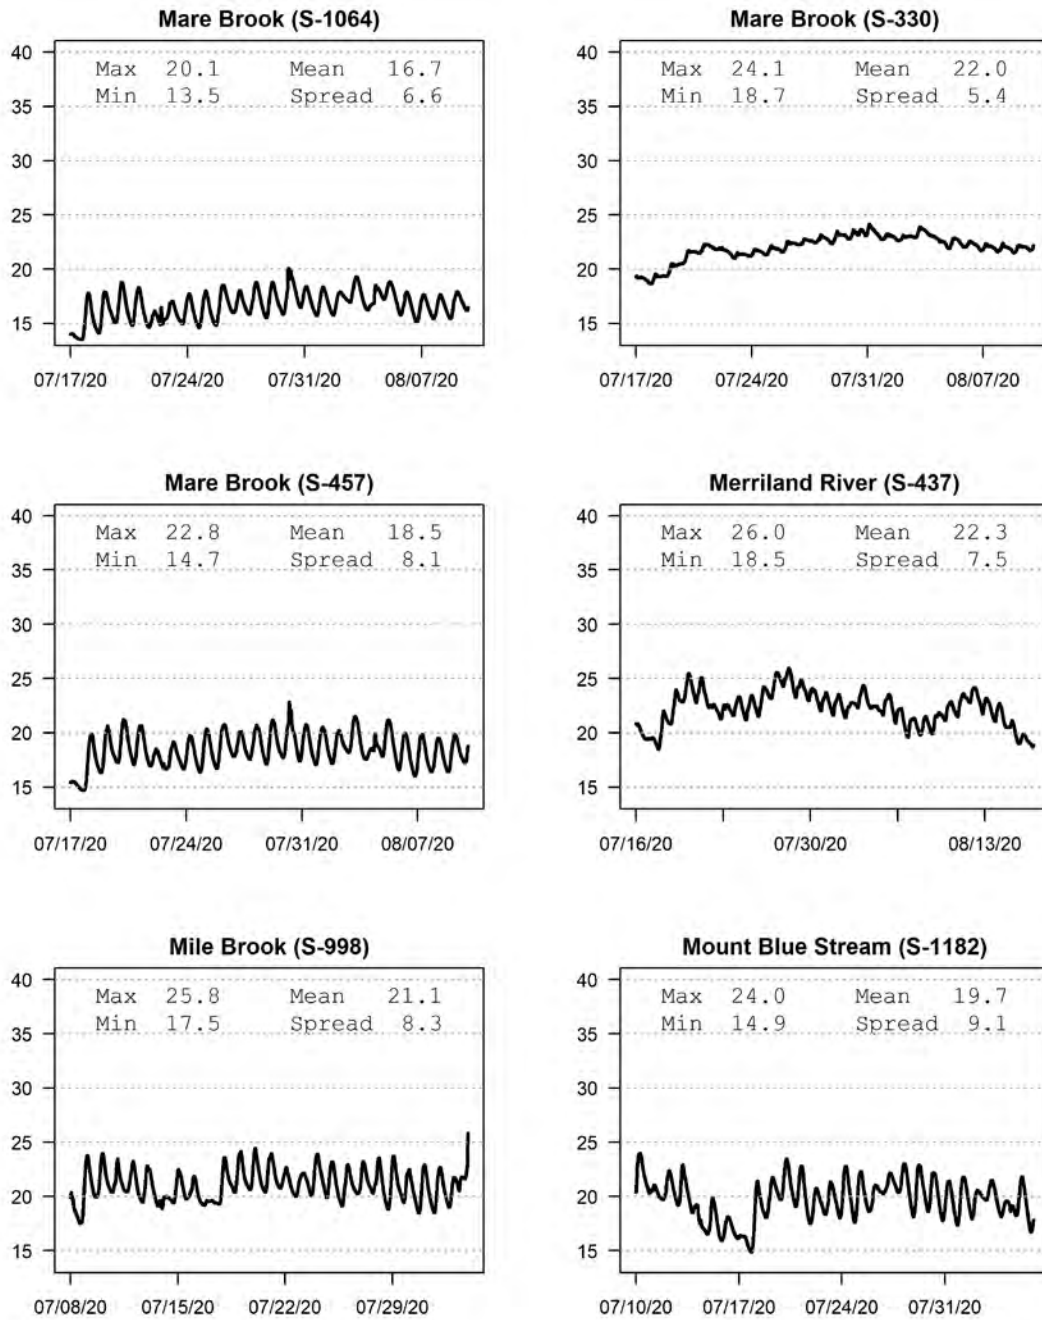 Mare Brook (S-1064)
Max 20.1 Mean 16.7
Min 13.5 Spread 6.6
40
35
30
25
20
15
07/17/20 07/24/20 07/31/20 08/07/20
Mare Brook (S-330)
Max 24.1 Mean 22.0
Min 18.7 Spread 5.4
40
35
30
25
20
15
07/17/20 07/24/20 07/31/20 08/07/20
Mare Brook (S-457)
Max 22.8 Mean 18.5
Min 14.7 Spread 8.1
40
35
30
25
20
15
07/17/20 07/24/20 07/31/20 08/07/20
Merriland River (S-437)
Max 26.0 Mean 22.3
Min 18.5 Spread 7.5
40
35
30
25
20
15
07/16/20 07/30/20 08/13/20
Mile Brook (S-998)
Max 25.8 Mean 21.1
Min 17.5 Spread 8.3
40
35
30
25
20
15
07/08/20 07/15/20 07/22/20 07/29/20
Mount Blue Stream (S-1182)
Max 24.0 Mean 19.7
Min 14.9 Spread 9.1
40
35
30
25
20
15
07/10/20 07/17/20 07/24/20 07/31/20